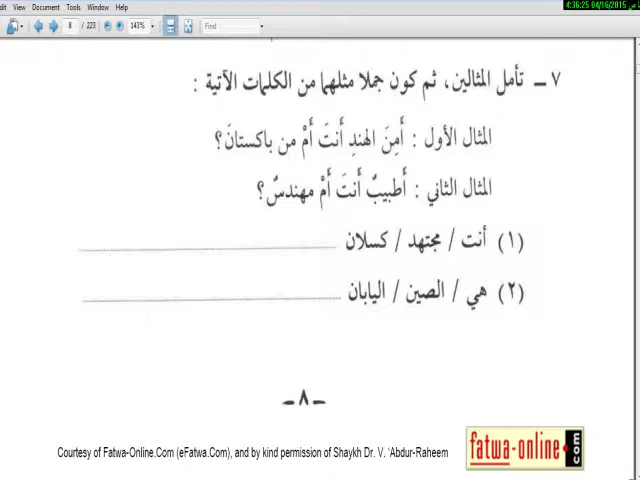 dit View Document Tools Window Help
4:36:25 04/16/2015
8 / 223 143% Find
٧ ــ تأمل المثالين، ثم كون جملا مثلهما من الكلمات الآتية :
المثال الأول : أَمِنَ الهندِ أَنتَ أَمْ من باكستانَ؟
المثال الثاني : أَطبيبٌ أَنتَ أَمْ مهندسٌ؟
(١) أنت / مجتهد / كسلان
(٢) هي / الصين / اليابان
-٨-
Courtesy of Fatwa-Online.Com (eFatwa.Com), and by kind permission of Shaykh Dr. V. ‘Abdur-Raheem
fatwa-online.com